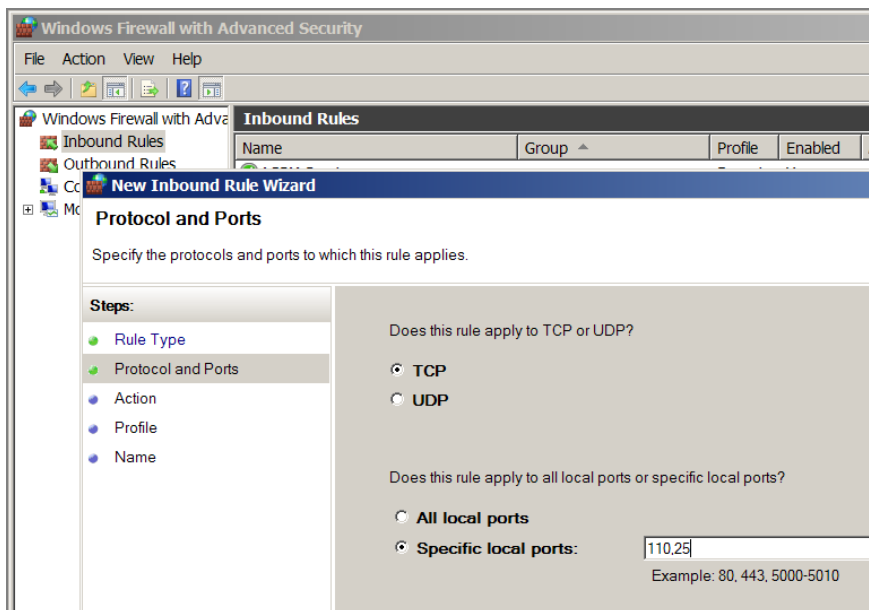 Windows Firewall with Advanced Security
File Action View Help
Windows Firewall with Adva
Inbound Rules
Inbound Rules
Name Group Profile Enabled
Outbound Rules
New Inbound Rule Wizard
Protocol and Ports
Specify the protocols and ports to which this rule applies.
Steps:
Rule Type
Protocol and Ports
Action
Profile
Name
Does this rule apply to TCP or UDP?
TCP
UDP
Does this rule apply to all local ports or specific local ports?
All local ports
Specific local ports: 110,25
Example: 80, 443, 5000-5010